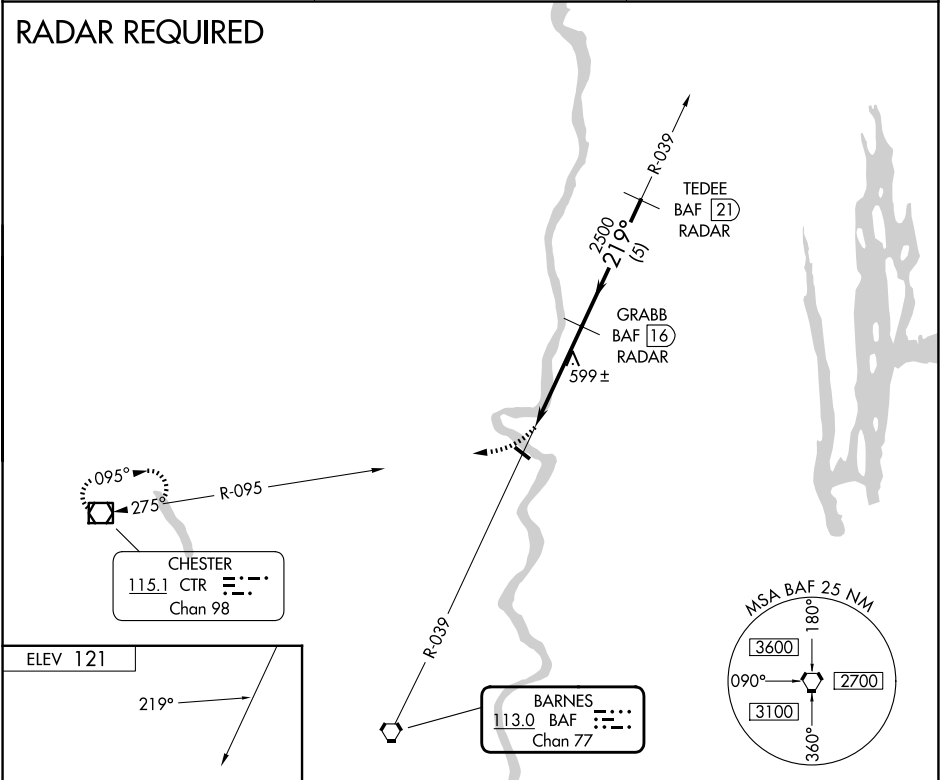 RADAR REQUIRED
R-039
TEDEE
BAF 21
RADAR
2500
219°
(5)
GRABB
BAF 16
RADAR
599±
095°
275°
R-095
CHESTER
115.1 CTR
Chan 98
R-039
MSA BAF 25 NM
180°
3600
090°
2700
3100
360°
ELEV 121
219°
BARNES
113.0 BAF
Chan 77